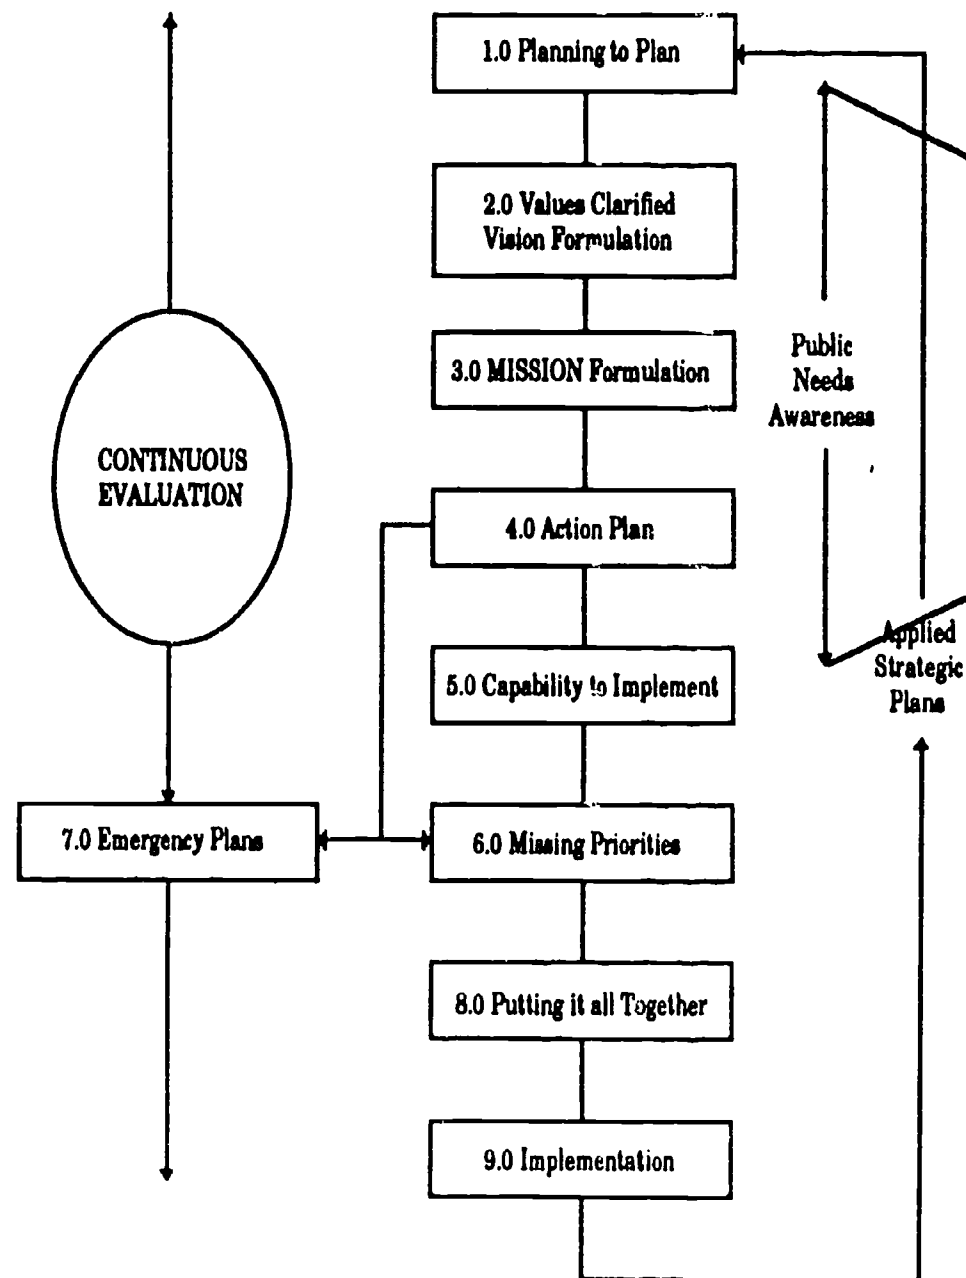 1.0 Planning to Plan
2.0 Values Clarified
Vision Formulation
3.0 MISSION Formulation
Public
Needs
Awareness
CONTINUOUS
EVALUATION
4.0 Action Plan
Applied
Strategic
Plans
5.0 Capability to Implement
7.0 Emergency Plans
6.0 Missing Priorities
8.0 Putting it all Together
9.0 Implementation